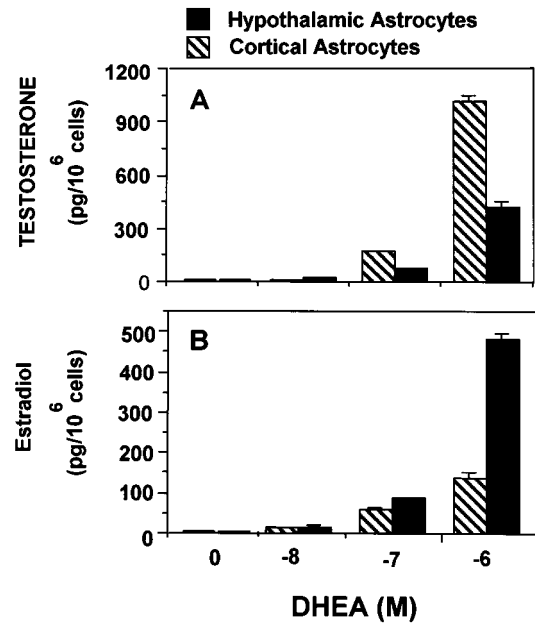 Hypothalamic Astrocytes
Cortical Astrocytes
TESTOSTERONE
(pg/10^6 cells)
A
1200
900
600
300
0
Estradiol
(pg/10^6 cells)
B
500
400
300
200
100
0
0 -8 -7 -6
DHEA (M)